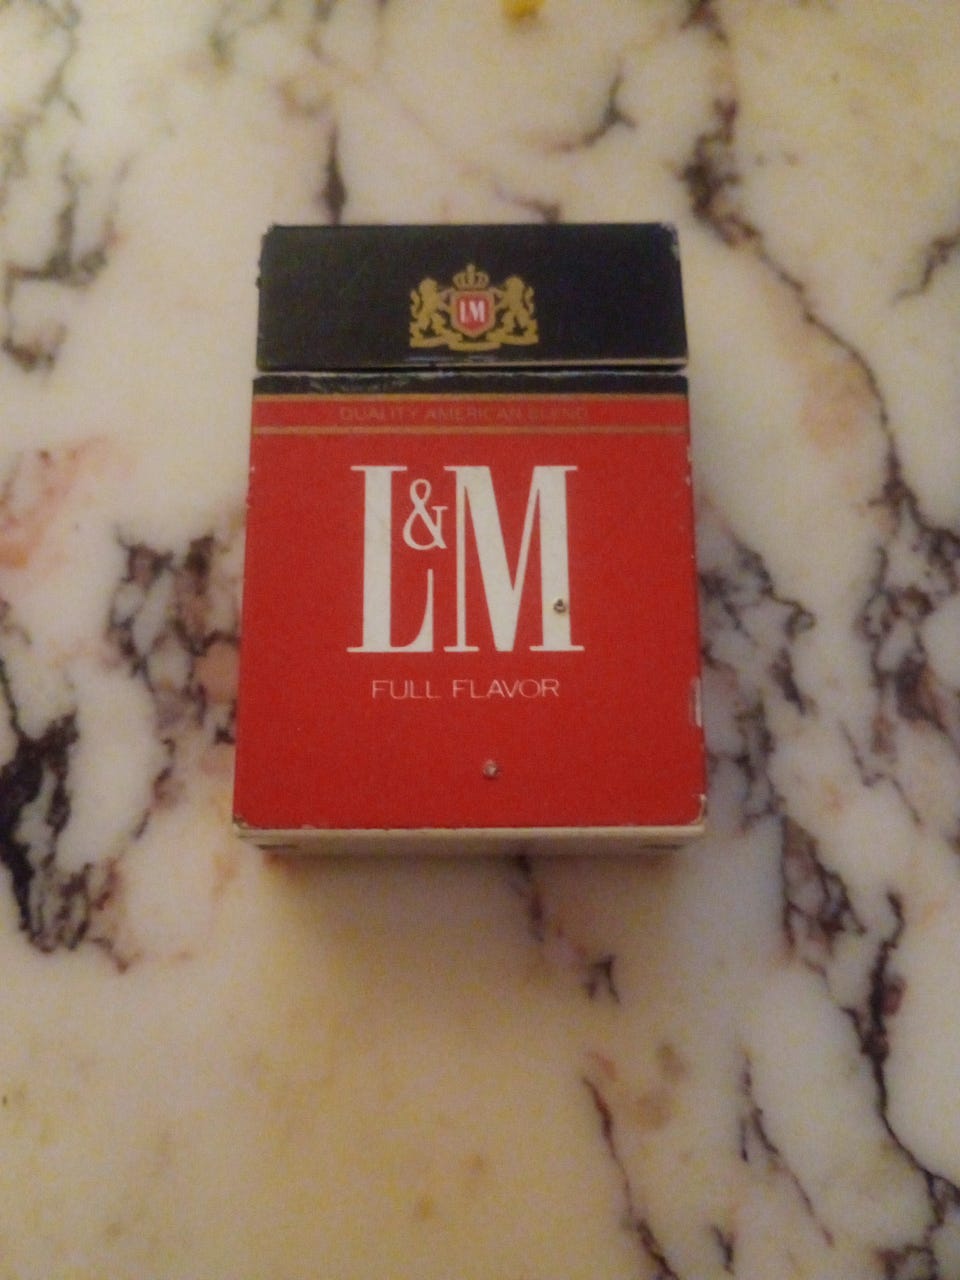 LM
QUALITY AMERICAN BLEND
L&M
FULL FLAVOR